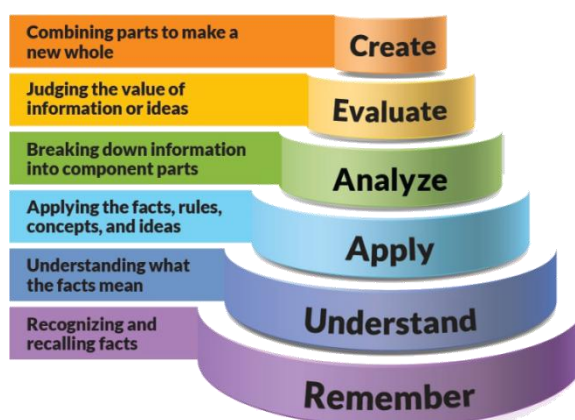 Combining parts to make a
new whole
Create
Judging the value of
information or ideas
Evaluate
Breaking down information
into component parts
Analyze
Applying the facts, rules,
concepts, and ideas
Apply
Understanding what
the facts mean
Understand
Recognizing and
recalling facts
Remember